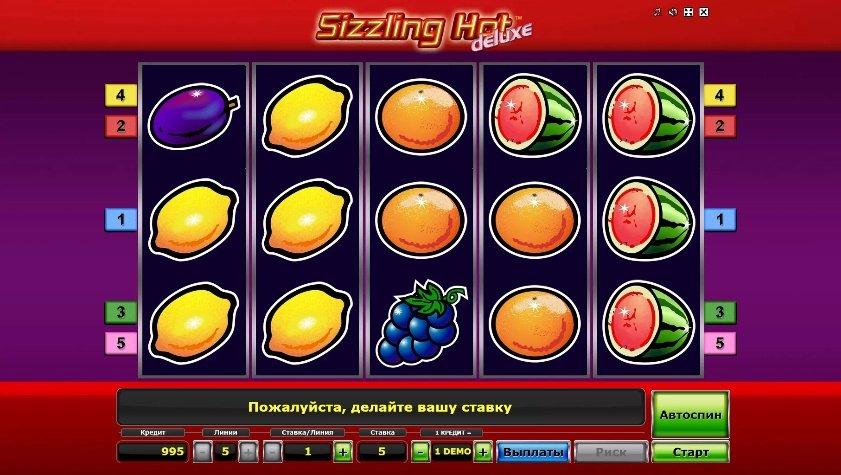 Sizzling Hot™
deluxe
4 4
2 2
1 1
3 3
5 5
Пожалуйста, делайте вашу ставку
Автоспин
Кредит Линии Ставка/Линия Ставка 1 КРЕДИТ =
995 - 5 + - 1 + 5 - 1 DEMO + Выплаты Риск Старт